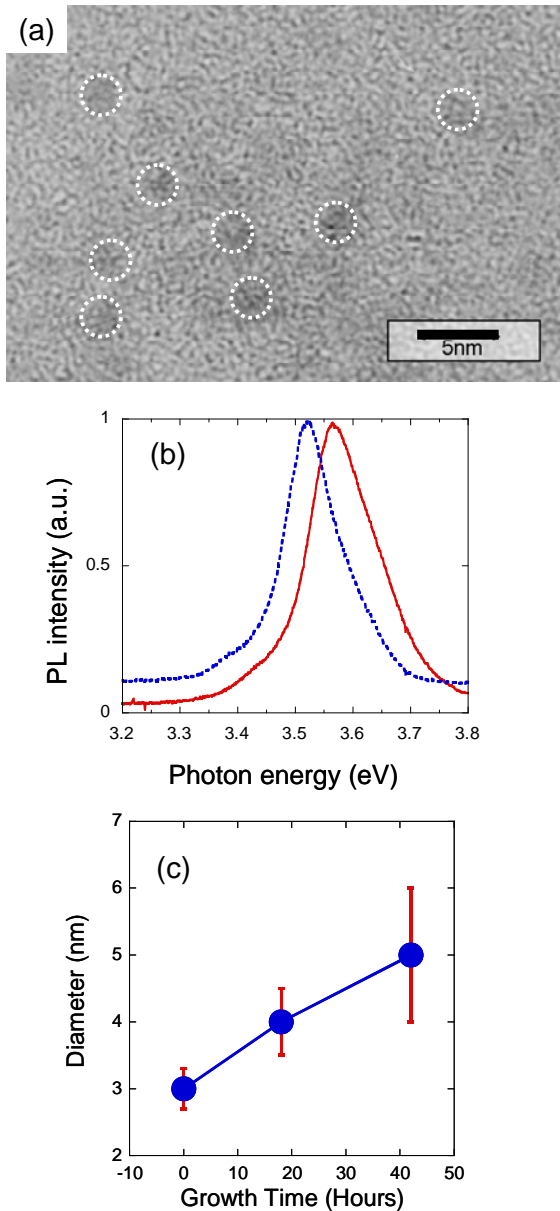 (a)
5nm
(b)
1
0.5
0
PL intensity (a.u.)
3.2 3.3 3.4 3.5 3.6 3.7 3.8
Photon energy (eV)
(c)
7
6
5
4
3
2
Diameter (nm)
-10 0 10 20 30 40 50
Growth Time (Hours)